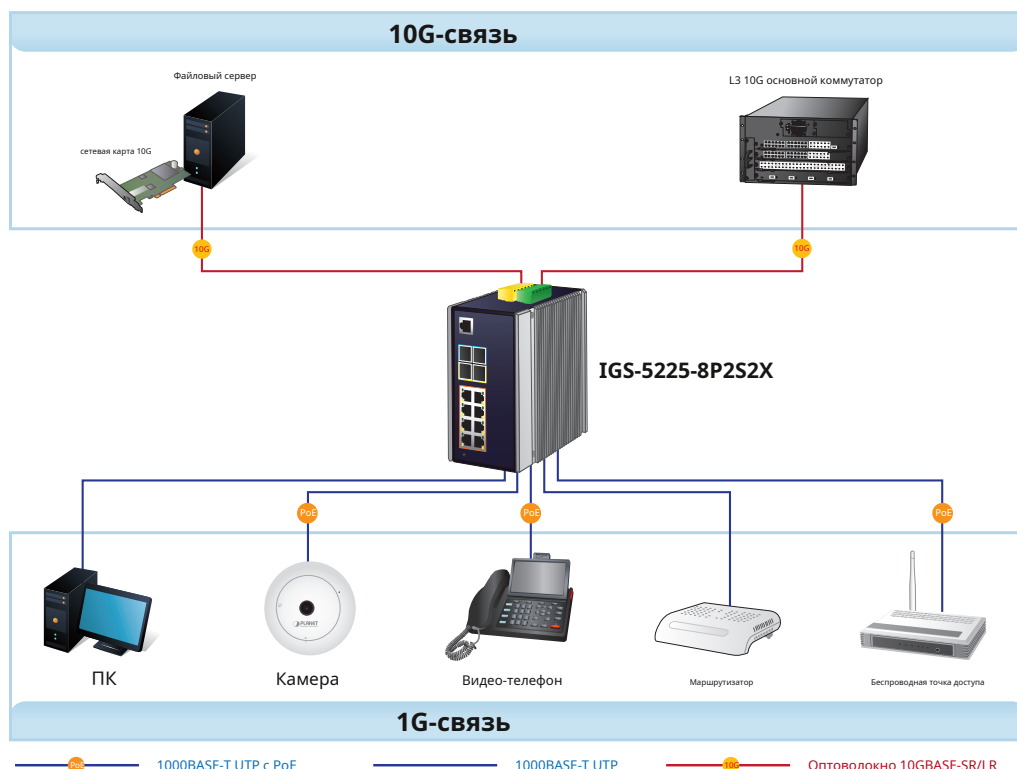 10G-связь
Файловый сервер
L3 10G основной коммутатор
сетевая карта 10G
10G
10G
IGS-5225-8P2S2X
PoE
PoE
PoE
PLANET
ПК
Камера
Видео-телефон
Маршрутизатор
Беспроводная точка доступа
1G-связь
PoE
1000BASE-T UTP с PoE
1000BASE-T UTP
10G
Оптоволокно 10GBASE-SR/LR